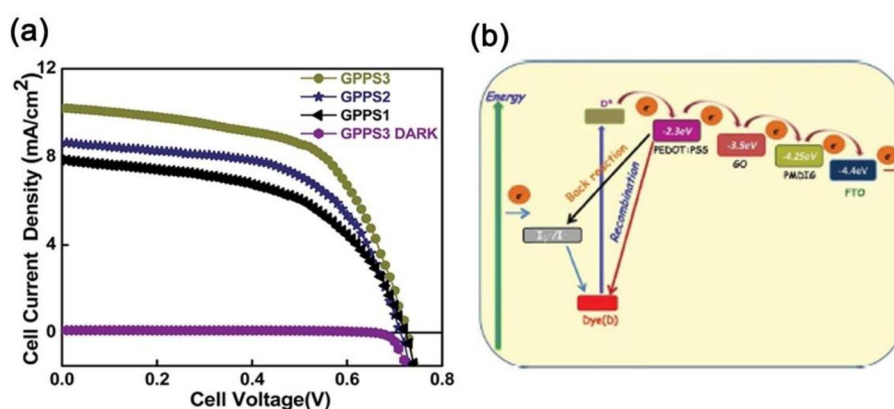 (a)
12
8
4
0
Cell Current Density (mA/cm²)
GPPS3
GPPS2
GPPS1
GPPS3 DARK
0.0
0.2
0.4
0.6
0.8
Cell Voltage(V)
(b)
Energy
D*
e⁻
e⁻
e⁻
e⁻
e⁻
e⁻
-2.3eV
PEDOT:PSS
-3.5eV
GO
-4.25eV
PMDIG
-4.4eV
FTO
Back reaction
Recombination
Dye(D)